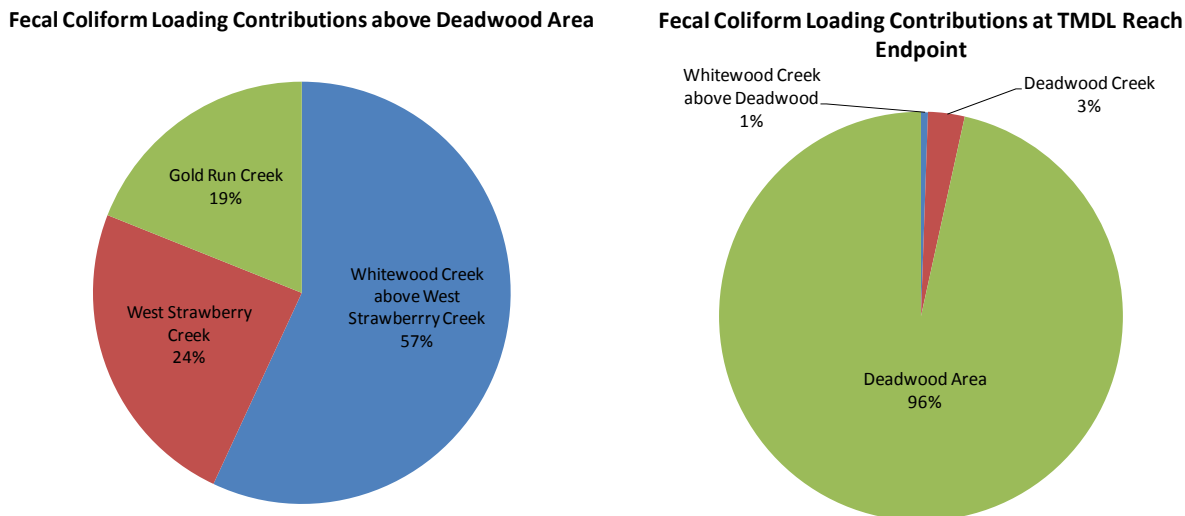 Fecal Coliform Loading Contributions above Deadwood Area
Gold Run Creek
19%
West Strawberry
Creek
24%
Whitewood Creek
above West
Strawberrry Creek
57%
Fecal Coliform Loading Contributions at TMDL Reach
Endpoint
Whitewood Creek
above Deadwood
1%
Deadwood Creek
3%
Deadwood Area
96%